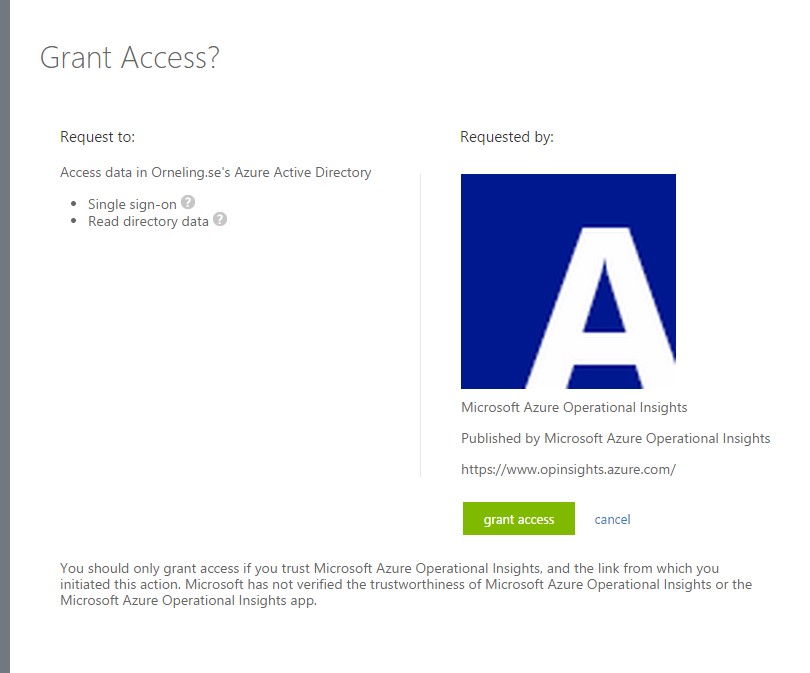 Grant Access?
Request to:
Access data in Orneling.se's Azure Active Directory
Single sign-on ?
Read directory data ?
Requested by:
A
Microsoft Azure Operational Insights
Published by Microsoft Azure Operational Insights
https://www.opinsights.azure.com/
grant access
cancel
You should only grant access if you trust Microsoft Azure Operational Insights, and the link from which you
initiated this action. Microsoft has not verified the trustworthiness of Microsoft Azure Operational Insights or the
Microsoft Azure Operational Insights app.